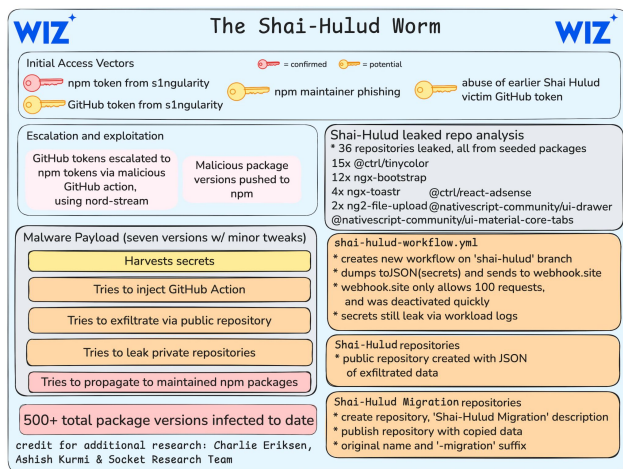 WIZ
The Shai-Hulud Worm
WIZ
Initial Access Vectors
= confirmed
= potential
npm token from s1ngularity
GitHub token from s1ngularity
npm maintainer phishing
abuse of earlier Shai Hulud
victim GitHub token
Escalation and exploitation
GitHub tokens escalated to
npm tokens via malicious
GitHub action,
using nord-stream
Malicious package
versions pushed to
npm
Shai-Hulud leaked repo analysis
* 36 repositories leaked, all from seeded packages
15x @ctrl/tinycolor
12x ngx-bootstrap
4x ngx-toastr @ctrl/react-adsense
2x ng2-file-upload @nativescript-community/ui-drawer
@nativescript-community/ui-material-core-tabs
Malware Payload (seven versions w/ minor tweaks)
Harvests secrets
Tries to inject GitHub Action
Tries to exfiltrate via public repository
Tries to leak private repositories
Tries to propagate to maintained npm packages
shai-hulud-workflow.yml
* creates new workflow on 'shai-hulud' branch
* dumps toJSON(secrets) and sends to webhook.site
* webhook.site only allows 100 requests,
and was deactivated quickly
* secrets still leak via workload logs
Shai-Hulud repositories
* public repository created with JSON
of exfiltrated data
Shai-Hulud Migration repositories
* create repository, 'Shai-Hulud Migration' description
* publish repository with copied data
* original name and '-migration' suffix
500+ total package versions infected to date
credit for additional research: Charlie Eriksen,
Ashish Kurmi & Socket Research Team